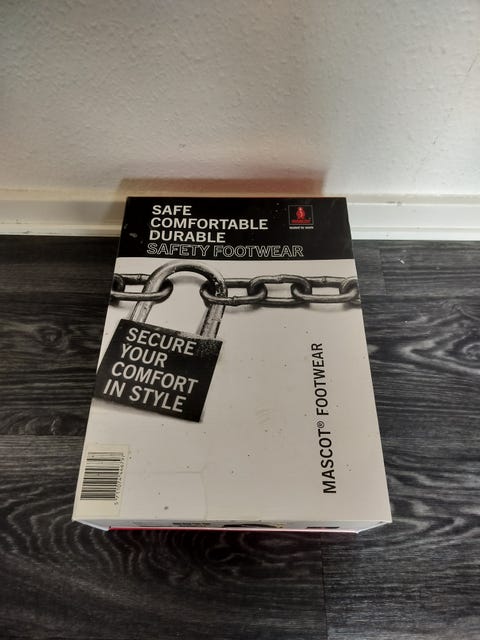 SAFE
COMFORTABLE
DURABLE
SAFETY FOOTWEAR
SECURE
YOUR
COMFORT
IN STYLE
MASCOT® FOOTWEAR